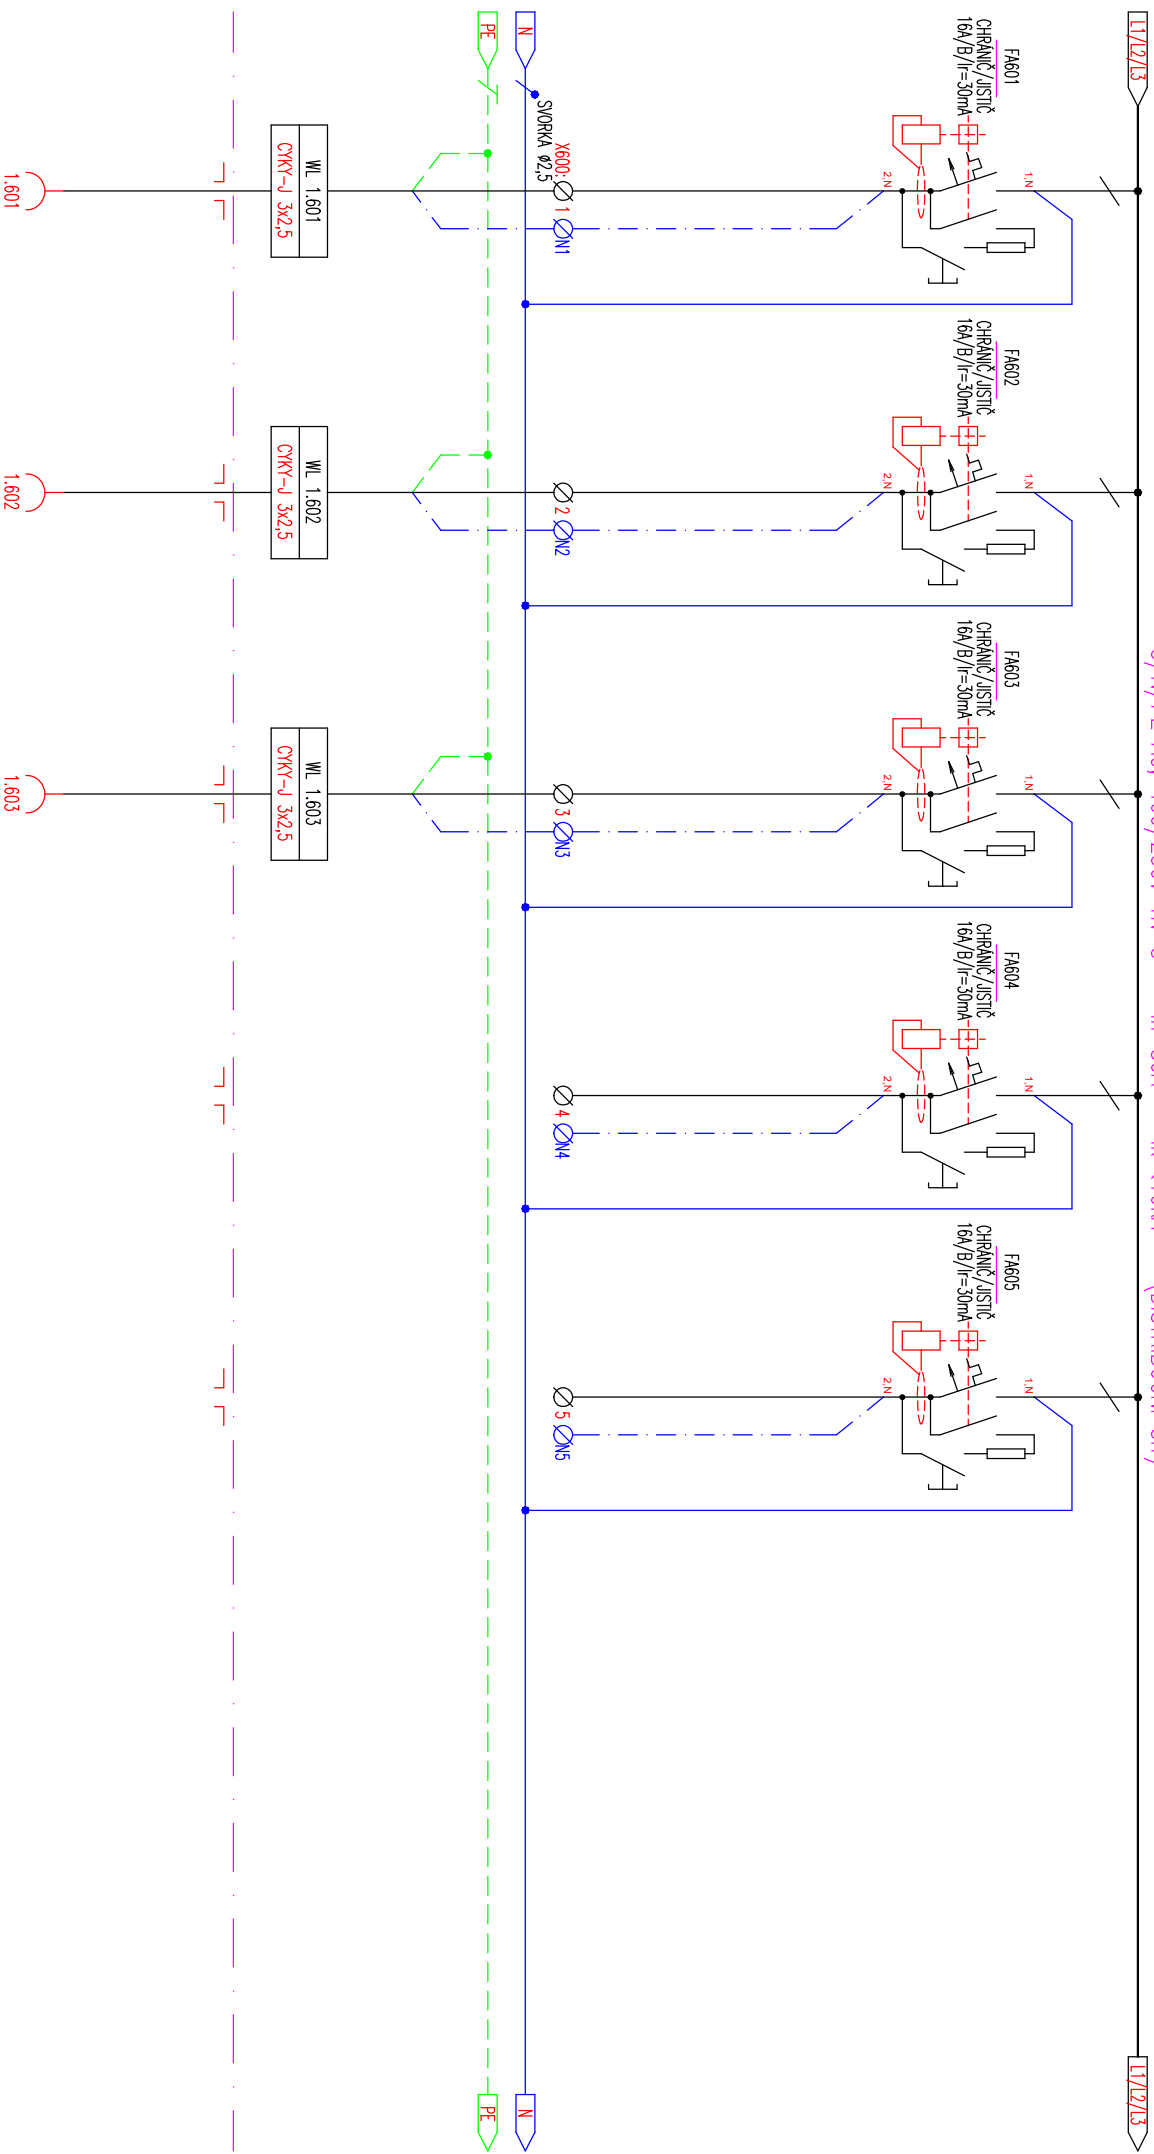 L1/L2/L3
L1/L2/L3
FA601
CHRÁNIČ/JISTIČ
16A/B/Ir=30mA
1,N
2,N
FA602
CHRÁNIČ/JISTIČ
16A/B/Ir=30mA
1,N
2,N
FA603
CHRÁNIČ/JISTIČ
16A/B/Ir=30mA
1,N
2,N
FA604
CHRÁNIČ/JISTIČ
16A/B/Ir=30mA
1,N
2,N
FA605
CHRÁNIČ/JISTIČ
16A/B/Ir=30mA
1,N
2,N
X600:
1
N1
2
N2
3
N3
4
N4
5
N5
SVORKA Ø2,5
N
N
PE
PE
WL 1.601
CYKY-J 3x2,5
WL 1.602
CYKY-J 3x2,5
WL 1.603
CYKY-J 3x2,5
1.601
1.602
1.603